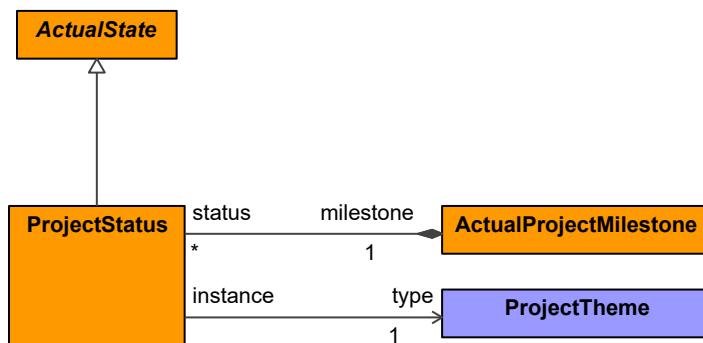 ActualState
ProjectStatus
status milestone
ActualProjectMilestone
* 1
instance type
ProjectTheme
1